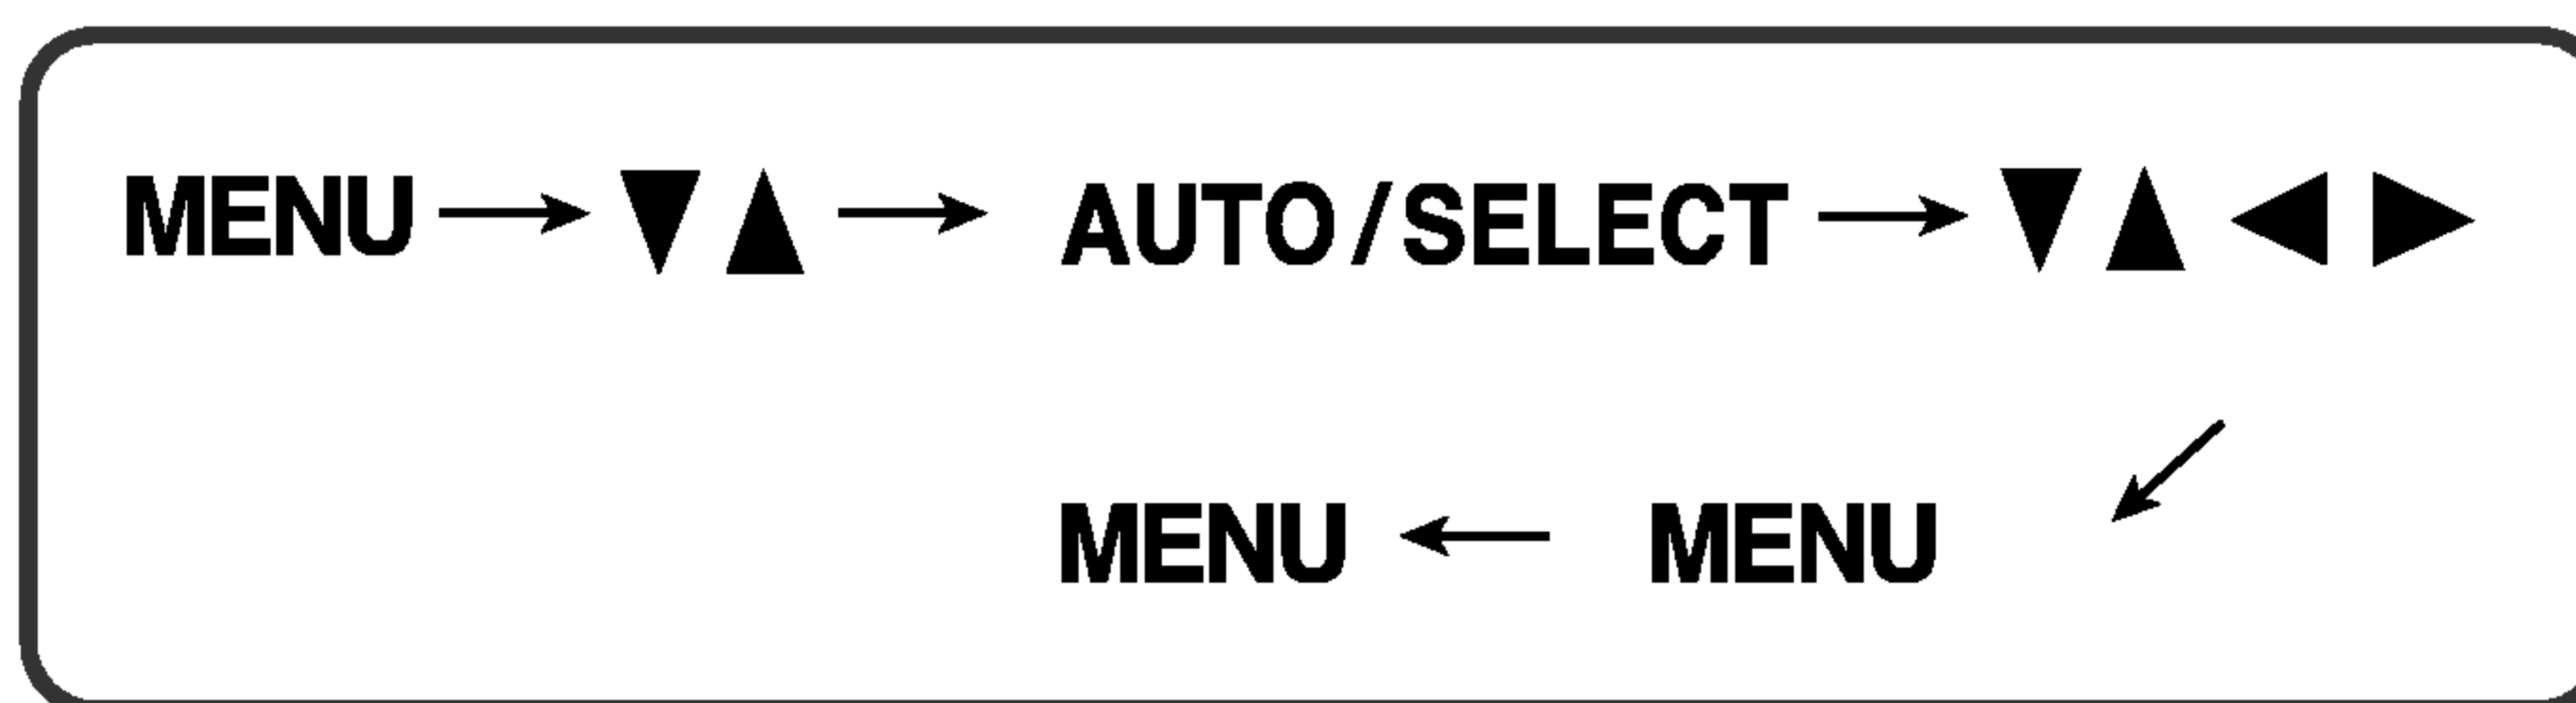 MENU → ▼ ▲ → AUTO/SELECT → ▼ ▲ ◀ ▶
MENU ← MENU